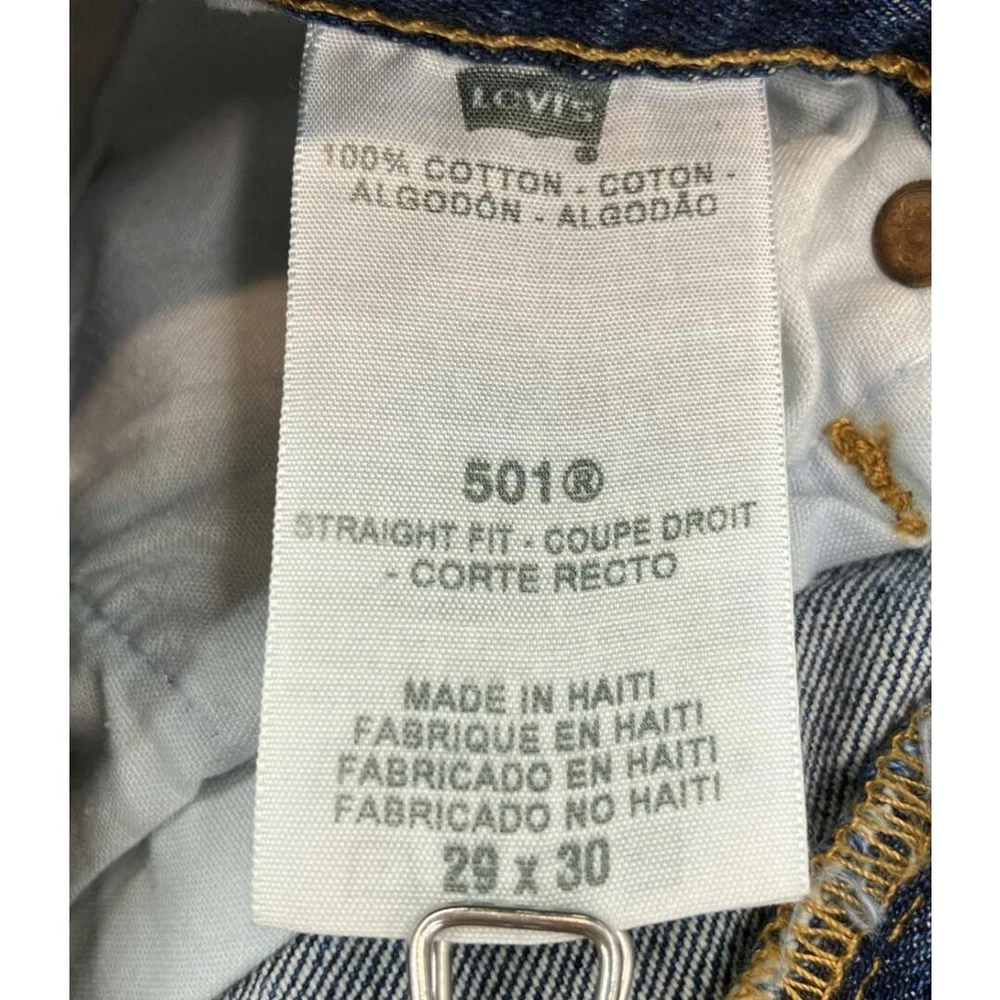 Levi's
®
100% COTTON - COTON -
ALGODÓN - ALGODÃO
501®
STRAIGHT FIT - COUPE DROIT
- CORTE RECTO
MADE IN HAITI
FABRIQUE EN HAITI
FABRICADO EN HAITI
FABRICADO NO HAITI
29 x 30